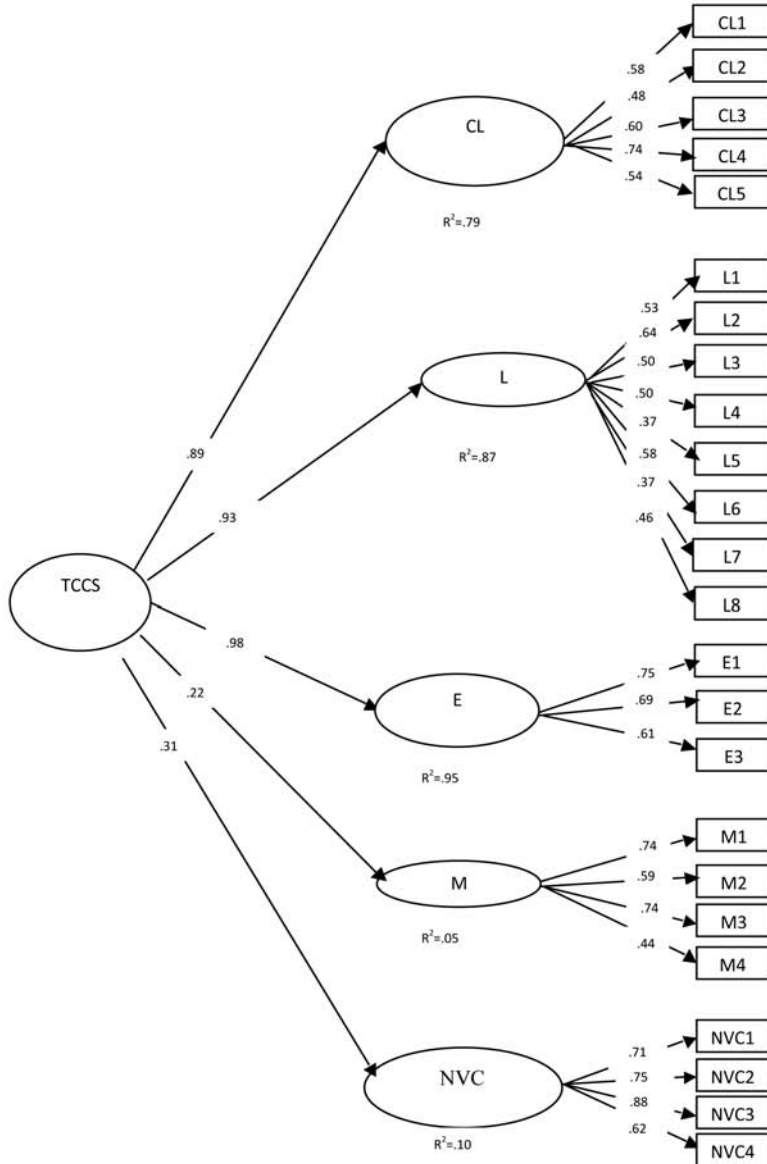 CL1
.58
CL2
.48
CL
.60
CL3
.74
CL4
.54
CL5
R²=.79
L1
.53
L2
.64
.50
L3
L
.50
L4
.37
.89
R²=.87
.58
L5
.37
L6
.93
.46
L7
TCCS
L8
.98
E1
.75
.22
E
.69
E2
.61
.31
E3
R²=.95
M1
.74
M
.59
M2
.74
M3
R²=.05
.44
M4
NVC1
.71
NVC
.75
NVC2
.88
NVC3
.62
R²=.10
NVC4